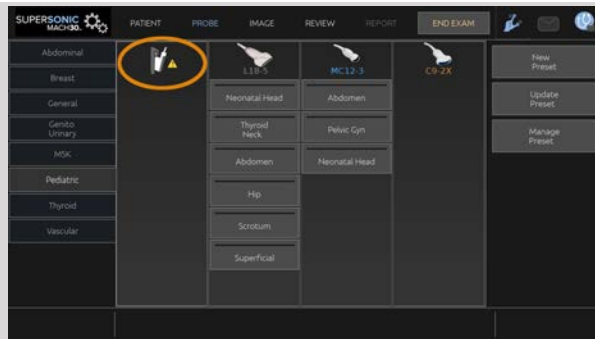 SUPERSONIC
MACH30
PATIENT
PROBE
IMAGE
REVIEW
REPORT
END EXAM
Abdominal
Breast
General
Genito
Urinary
MSK
Pediatric
Thyroid
Vascular
L18-5
Neonatal Head
Thyroid
Neck
Abdomen
Hip
Scrotum
Superficial
MC12-3
Abdomen
Pelvic Gyn
Neonatal Head
C9-2X
New
Preset
Update
Preset
Manage
Preset